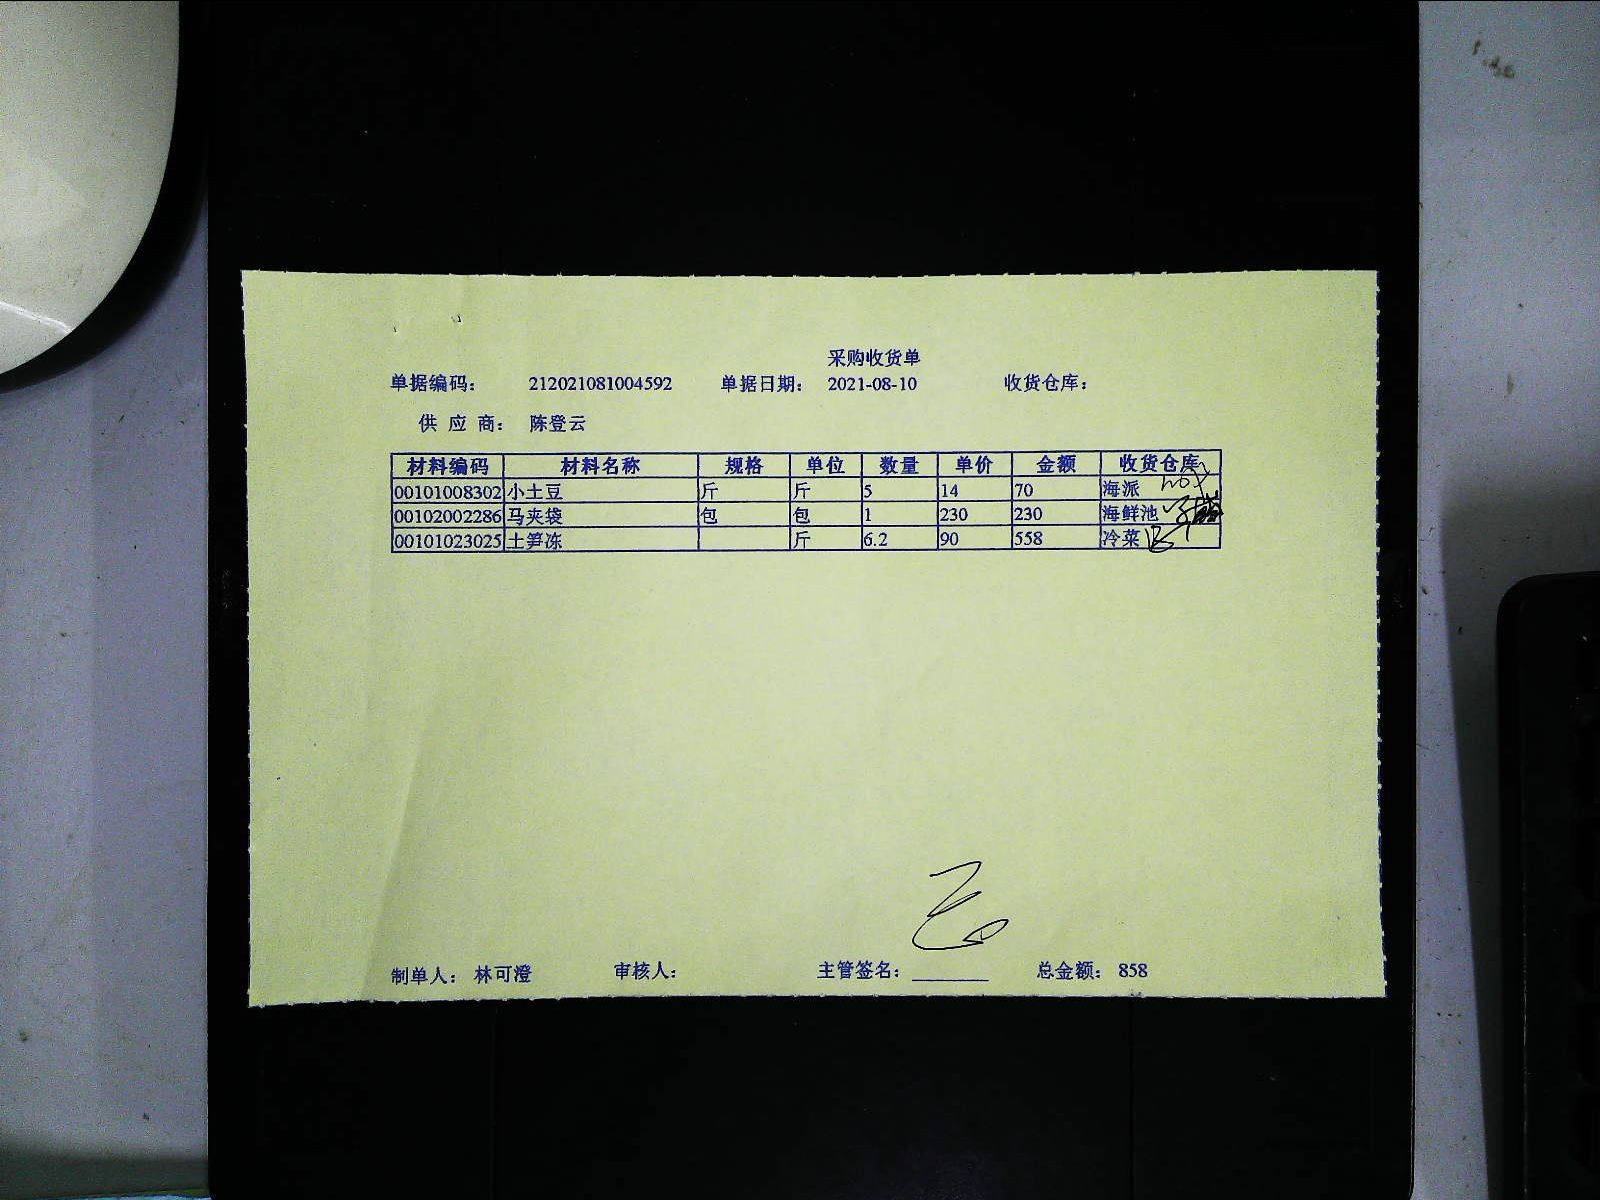 采购收货单
单据编码： 212021081004592 单据日期： 2021-08-10 收货仓库：
供 应 商： 陈登云
材料编码 材料名称 规格 单位 数量 单价 金额 收货仓库
00101008302 小土豆 斤 斤 5 14 70 海派
00102002286 马夹袋 包 包 1 230 230 海鲜池
00101023025 土笋冻 斤 6.2 90 558 冷菜
制单人： 林可澄 审核人： 主管签名： 总金额： 858